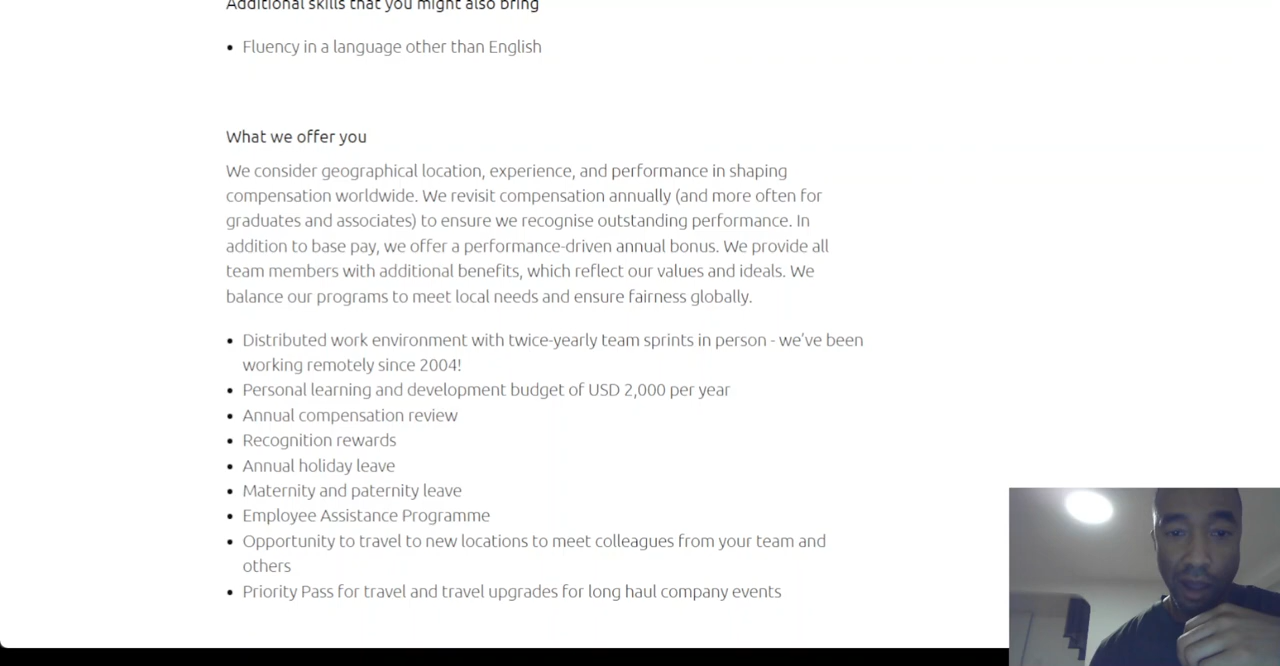 Additional skills that you might also bring
• Fluency in a language other than English
What we offer you
We consider geographical location, experience, and performance in shaping
compensation worldwide. We revisit compensation annually (and more often for
graduates and associates) to ensure we recognise outstanding performance. In
addition to base pay, we offer a performance-driven annual bonus. We provide all
team members with additional benefits, which reflect our values and ideals. We
balance our programs to meet local needs and ensure fairness globally.
• Distributed work environment with twice-yearly team sprints in person - we’ve been
working remotely since 2004!
• Personal learning and development budget of USD 2,000 per year
• Annual compensation review
• Recognition rewards
• Annual holiday leave
• Maternity and paternity leave
• Employee Assistance Programme
• Opportunity to travel to new locations to meet colleagues from your team and
others
• Priority Pass for travel and travel upgrades for long haul company events